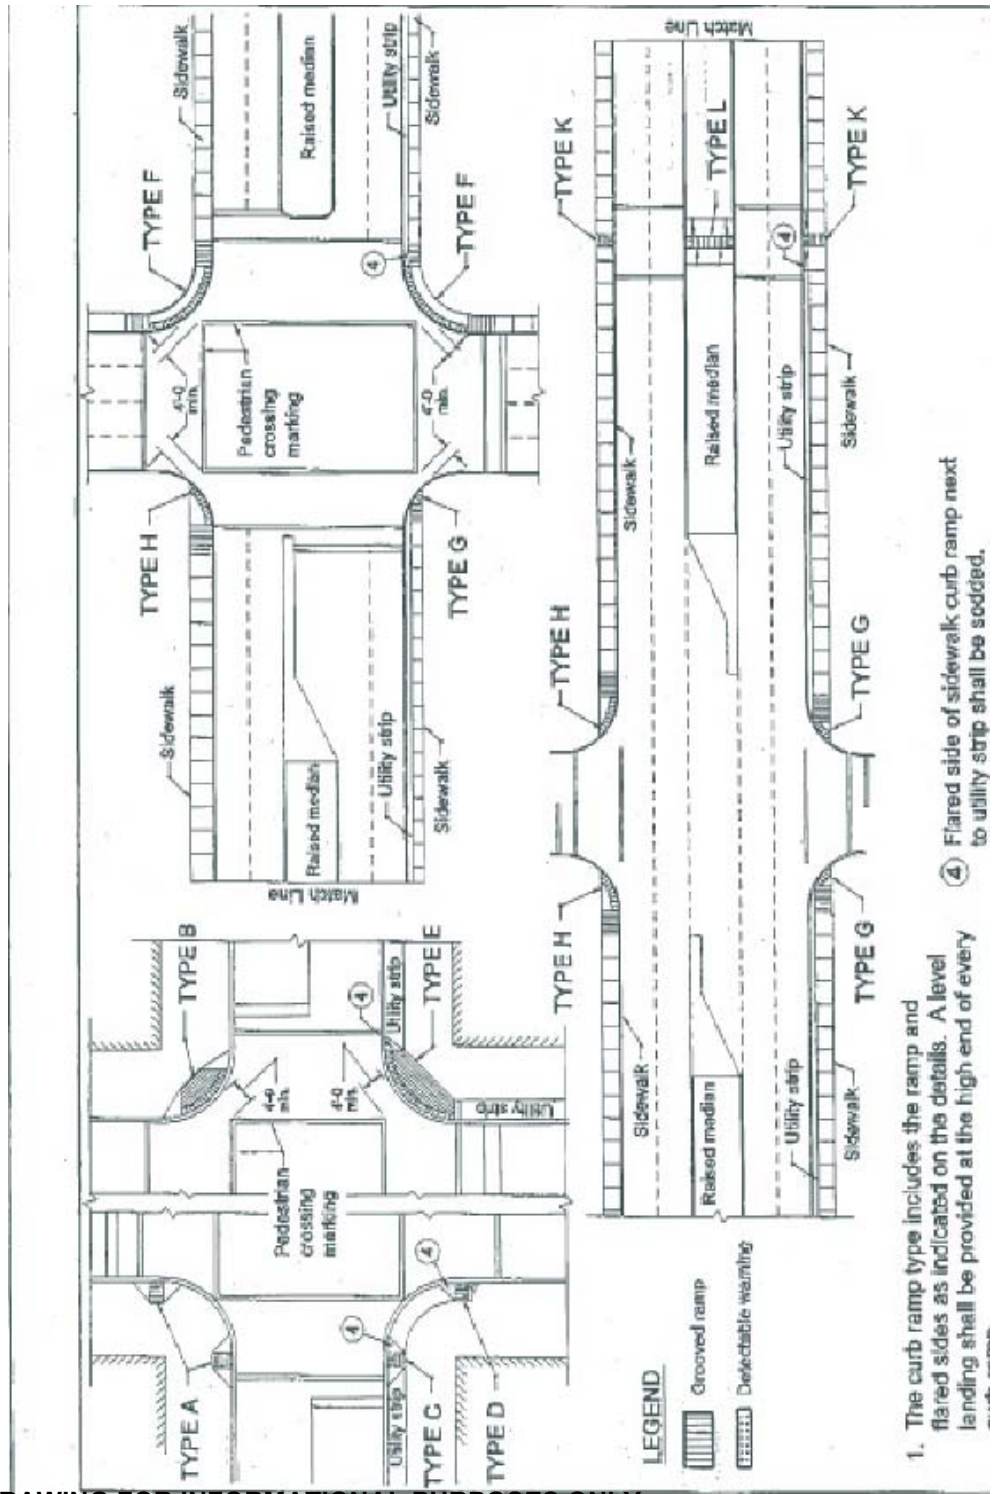 Sidewalk
TYPE F
Raised median
Utility strip
Sidewalk
4
TYPE F
4'-0
min.
Pedestrian
crossing
marking
4'-0
min.
TYPE H
TYPE G
Sidewalk
Raised median
Utility strip
Sidewalk
Match Line
TYPE B
4
Utility strip
TYPE E
4'-0
min.
4'-0
min.
Utility strip
Pedestrian
crossing
marking
4
4
TYPE A
Utility strip
TYPE C
TYPE D
Match Line
TYPE K
TYPE L
TYPE K
4
Sidewalk
Raised median
Utility strip
Sidewalk
TYPE H
TYPE G
TYPE H
TYPE G
Sidewalk
Raised median
Utility strip
Sidewalk
LEGEND
Grooved ramp
Detectable warning
1. The curb ramp type includes the ramp and
flared sides as indicated on the details. A level
landing shall be provided at the high end of every
4 Flared side of sidewalk curb ramp next
to utility strip shall be sodded.
FOR INFORMATIONAL PURPOSES ONLY